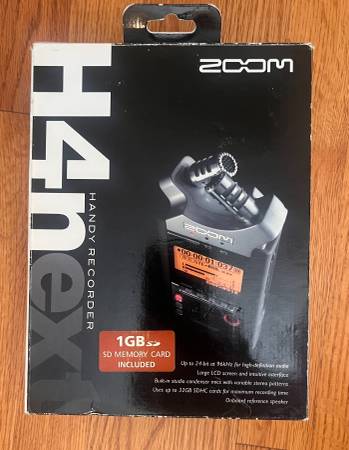 ZOOM
H4next
HANDY RECORDER
ZOOM
1GB SD
SD MEMORY CARD
INCLUDED
Up to 24 bit at 96kHz for high-definition audio
Large LCD screen and intuitive interface
Built-in studio condenser mics with variable stereo patterns
Uses up to 32GB SDHC cards for maximum recording time
Onboard reference speaker